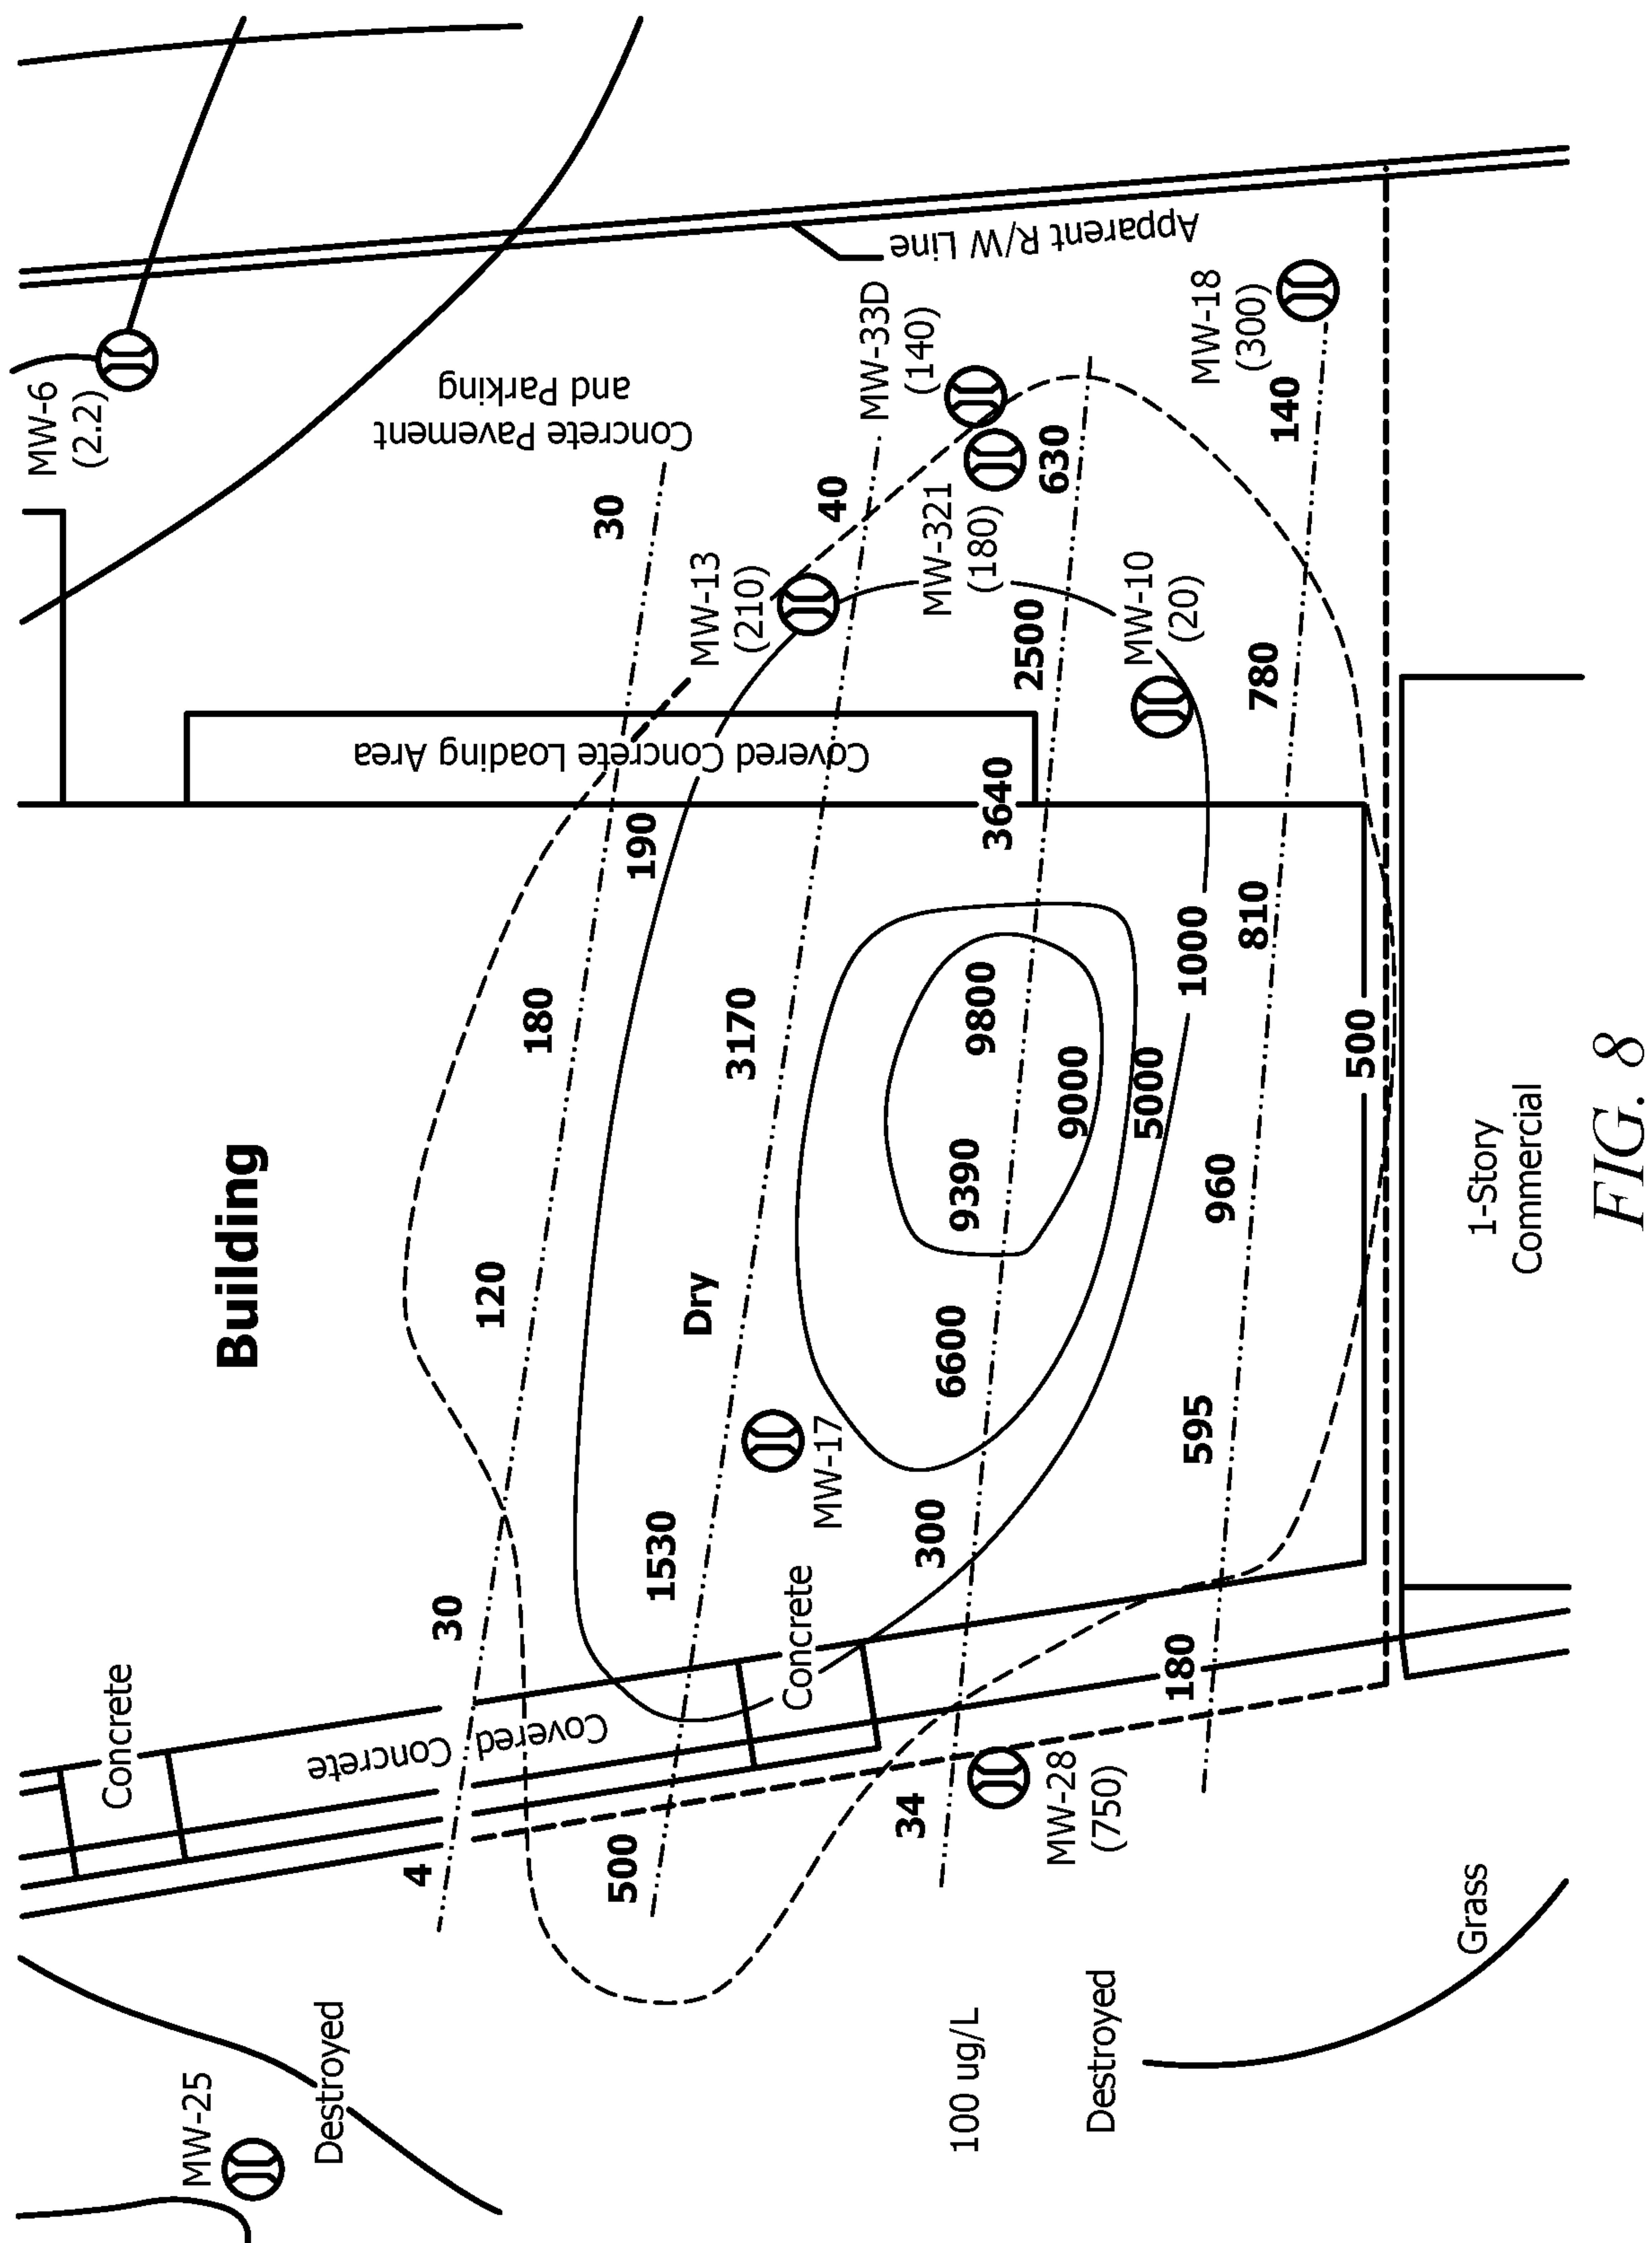 MW-25
Destroyed
Concrete
Covered Concrete
Building
MW-6
(2.2)
Concrete Pavement
and Parking
Covered Concrete Loading Area
4
30
120
180
190
30
MW-13
(210)
500
1530
Dry
3170
40
MW-33D
(140)
Apparent R/W Line
Concrete
MW-17
34
300
6600
9390
9800
3640
2500
630
MW-321
(180)
9000
5000
1000
MW-28
(750)
MW-10
(20)
180
595
960
810
780
140
MW-18
(300)
500
100 ug/L
Destroyed
Grass
1-Story
Commercial
FIG. 8